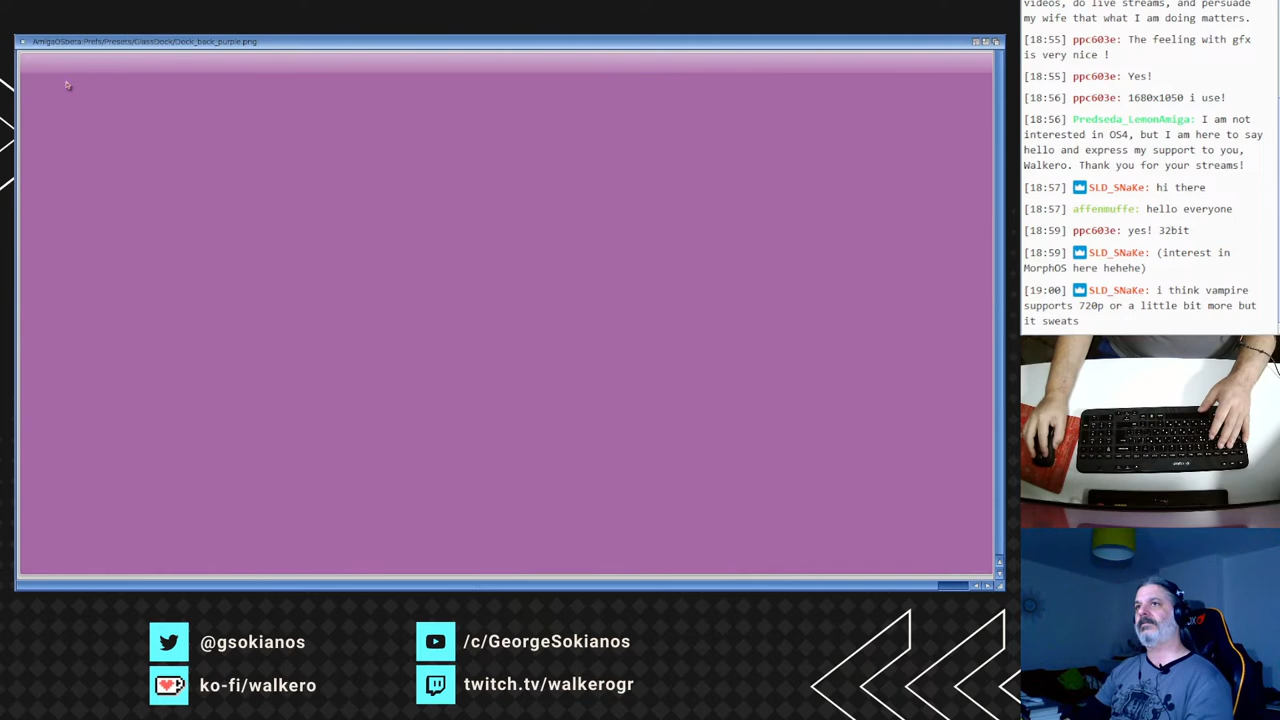 AmigaOSbeta:Prefs/Presets/GlassDock/Dock_back_purple.png
videos, do live streams, and persuade
my wife that what I am doing matters.
[18:55] ppc603e: The feeling with gfx
is very nice !
[18:55] ppc603e: Yes!
[18:56] ppc603e: 1680x1050 i use!
[18:56] Predseda_LemonAmiga: I am not
interested in OS4, but I am here to say
hello and express my support to you,
Walkero. Thank you for your streams!
[18:57] SLD_SNaKe: hi there
[18:57] affenmuffe: hello everyone
[18:59] ppc603e: yes! 32bit
[18:59] SLD_SNaKe: (interest in
MorphOS here hehehe)
[19:00] SLD_SNaKe: i think vampire
supports 720p or a little bit more but
it sweats
@gsokianos
/c/GeorgeSokianos
ko-fi/walkero
twitch.tv/walkerogr